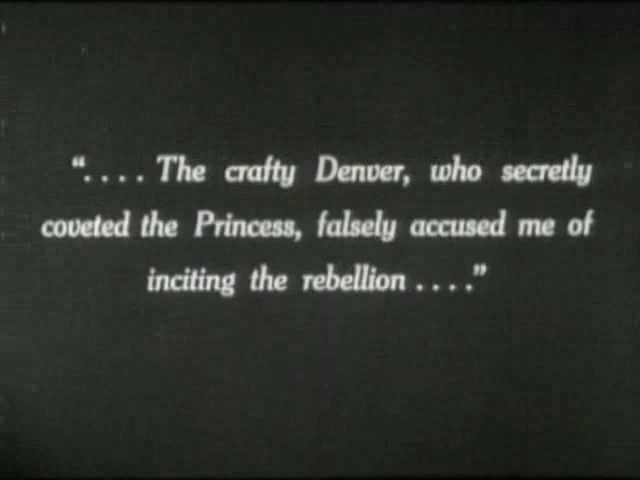 “. . . . The crafty Denver, who secretly
coveted the Princess, falsely accused me of
inciting the rebellion . . . .”